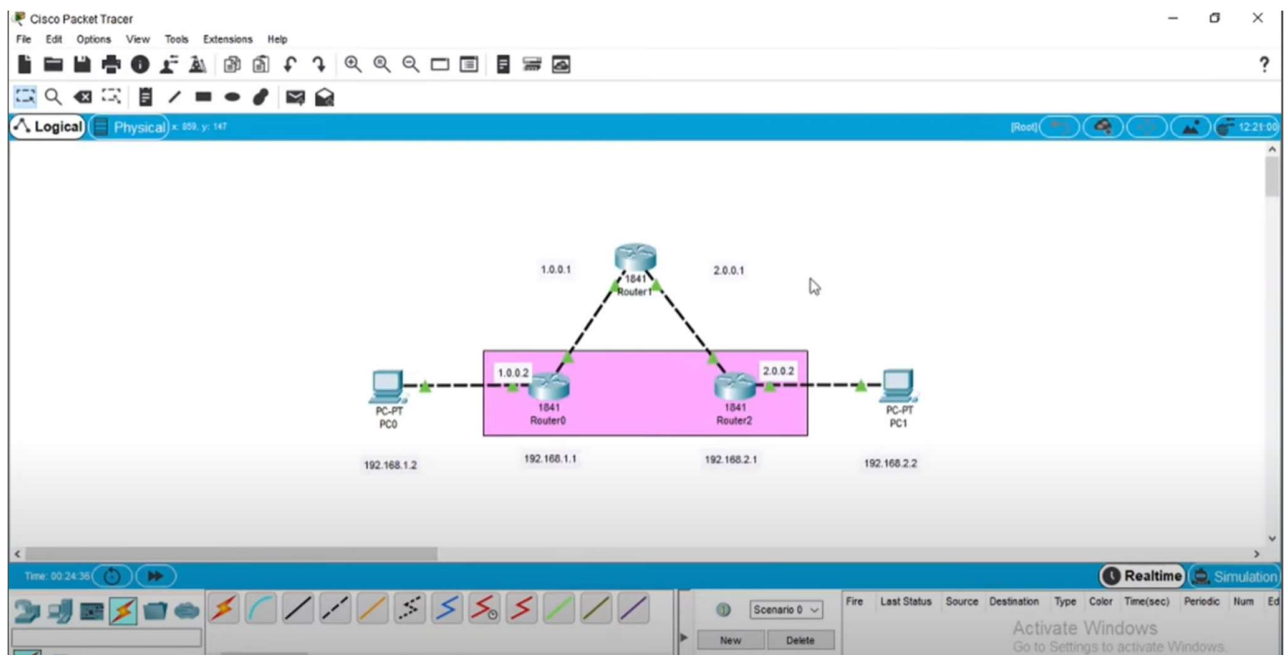 Cisco Packet Tracer
File Edit Options View Tools Extensions Help
?
Logical Physical x: 859, y: 147 [Root] 12:21:00
1.0.0.1 2.0.0.1
1841
Router1
1.0.0.2 2.0.0.2
1841 1841
Router0 Router2
PC-PT PC-PT
PC0 PC1
192.168.1.2 192.168.1.1 192.168.2.1 192.168.2.2
Time: 00:24:36 Realtime Simulation
Scenario 0 Fire Last Status Source Destination Type Color Time(sec) Periodic Num Ed
New Delete
Activate Windows
Go to Settings to activate Windows.